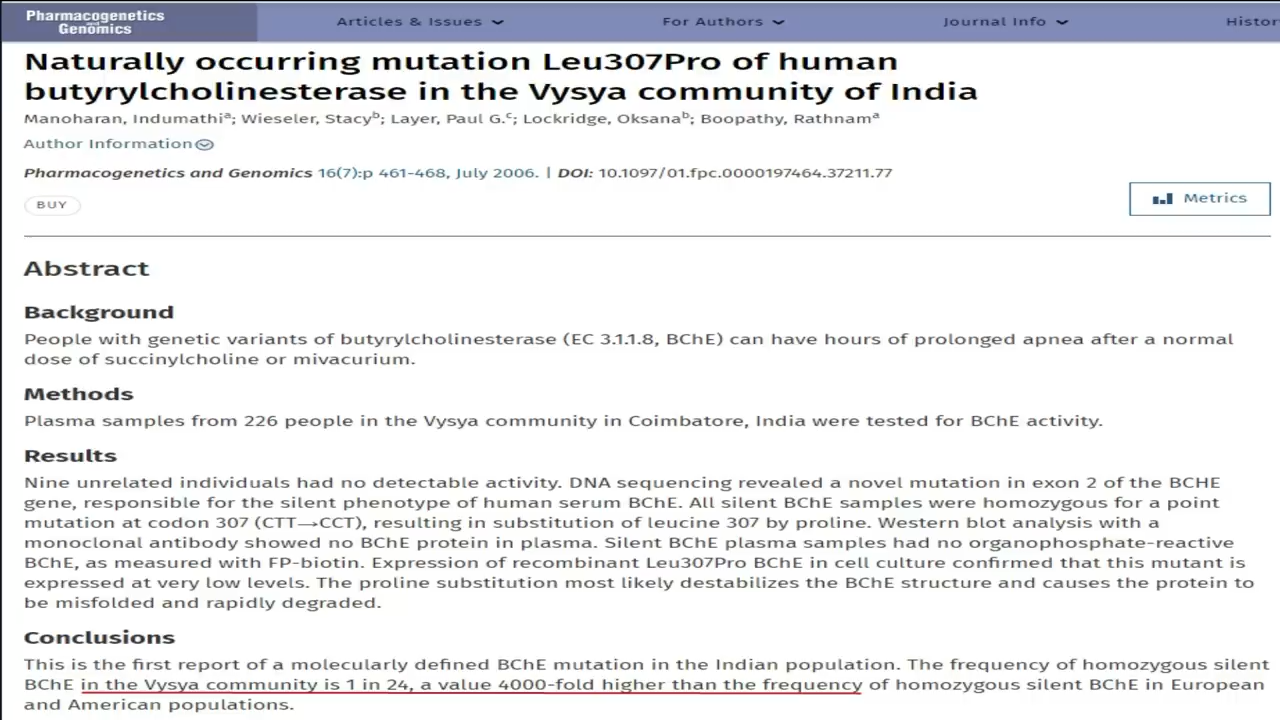 Pharmacogenetics
and
Genomics
Articles & Issues
For Authors
Journal Info
Histor
Naturally occurring mutation Leu307Pro of human
butyrylcholinesterase in the Vysya community of India
Manoharan, Indumathiᵃ; Wieseler, Stacyᵇ; Layer, Paul G.ᶜ; Lockridge, Oksanaᵇ; Boopathy, Rathnamᵃ
Author Information
Pharmacogenetics and Genomics 16(7):p 461-468, July 2006. | DOI: 10.1097/01.fpc.0000197464.37211.77
BUY
Metrics
Abstract
Background
People with genetic variants of butyrylcholinesterase (EC 3.1.1.8, BChE) can have hours of prolonged apnea after a normal
dose of succinylcholine or mivacurium.
Methods
Plasma samples from 226 people in the Vysya community in Coimbatore, India were tested for BChE activity.
Results
Nine unrelated individuals had no detectable activity. DNA sequencing revealed a novel mutation in exon 2 of the BCHE
gene, responsible for the silent phenotype of human serum BChE. All silent BChE samples were homozygous for a point
mutation at codon 307 (CTT→CCT), resulting in substitution of leucine 307 by proline. Western blot analysis with a
monoclonal antibody showed no BChE protein in plasma. Silent BChE plasma samples had no organophosphate-reactive
BChE, as measured with FP-biotin. Expression of recombinant Leu307Pro BChE in cell culture confirmed that this mutant is
expressed at very low levels. The proline substitution most likely destabilizes the BChE structure and causes the protein to
be misfolded and rapidly degraded.
Conclusions
This is the first report of a molecularly defined BChE mutation in the Indian population. The frequency of homozygous silent
BChE in the Vysya community is 1 in 24, a value 4000-fold higher than the frequency of homozygous silent BChE in European
and American populations.